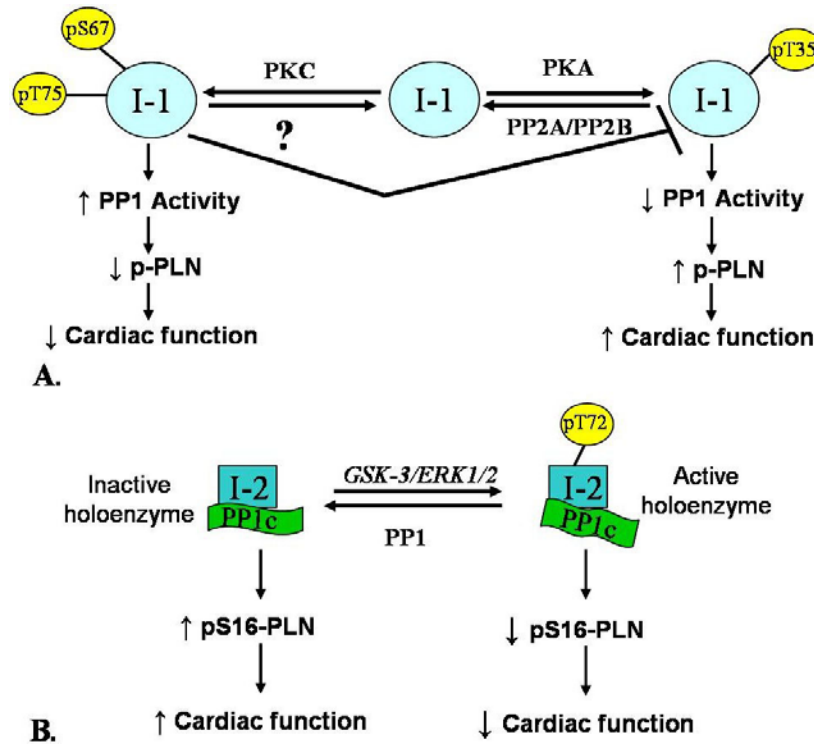 pS67
pT75
I-1
PKC
?
I-1
PKA
PP2A/PP2B
I-1
pT35
↑ PP1 Activity
↓ p-PLN
↓ Cardiac function
↓ PP1 Activity
↑ p-PLN
↑ Cardiac function
A.
Inactive
holoenzyme
I-2
PP1c
GSK-3/ERK1/2
PP1
pT72
I-2
PP1c
Active
holoenzyme
↑ pS16-PLN
↑ Cardiac function
↓ pS16-PLN
↓ Cardiac function
B.